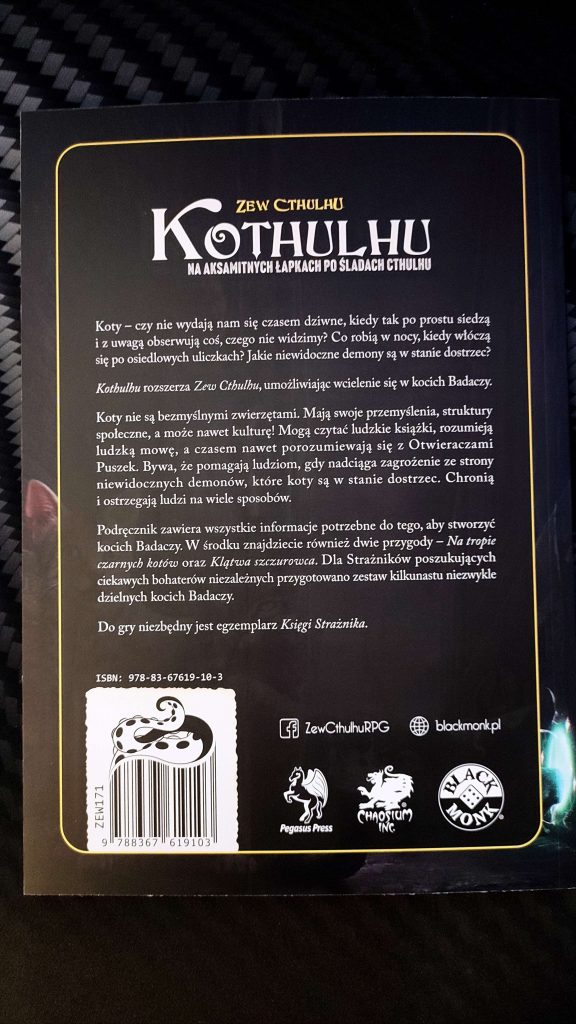 ZEW CTHULHU
KOTHULHU
NA AKSAMITNYCH ŁAPKACH PO ŚLADACH CTHULHU
Koty – czy nie wydają nam się czasem dziwne, kiedy tak po prostu siedzą
i z uwagą obserwują coś, czego nie widzimy? Co robią w nocy, kiedy włóczą
się po osiedlowych uliczkach? Jakie niewidoczne demony są w stanie dostrzec?
Kothulhu rozszerza Zew Cthulhu, umożliwiając wcielenie się w kocich Badaczy.
Koty nie są bezmyślnymi zwierzętami. Mają swoje przemyślenia, struktury
społeczne, a może nawet kulturę! Mogą czytać ludzkie książki, rozumieją
ludzką mowę, a czasem nawet porozumiewają się z Otwieraczami
Puszek. Bywa, że pomagają ludziom, gdy nadciąga zagrożenie ze strony
niewidocznych demonów, które koty są w stanie dostrzec. Chronią
i ostrzegają ludzi na wiele sposobów.
Podręcznik zawiera wszystkie informacje potrzebne do tego, aby stworzyć
kocich Badaczy. W środku znajdziecie również dwie przygody – Na tropie
czarnych kotów oraz Klątwa szczurowca. Dla Strażników poszukujących
ciekawych bohaterów niezależnych przygotowano zestaw kilkunastu niezwykle
dzielnych kocich Badaczy.
Do gry niezbędny jest egzemplarz Księgi Strażnika.
ISBN: 978-83-67619-10-3
ZEW171
9 788367 619103
ZewCthulhuRPG
blackmonk.pl
Pegasus Press
CHAOSIUM INC.
BLACK MONK